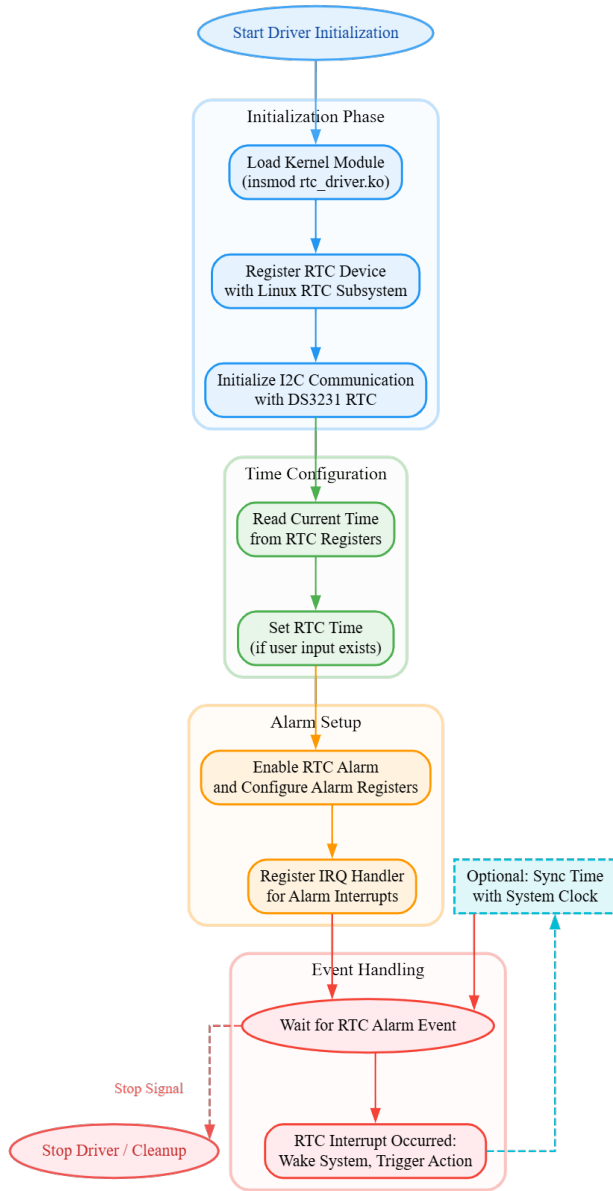 Start Driver Initialization
Initialization Phase
Load Kernel Module
(insmod rtc_driver.ko)
Register RTC Device
with Linux RTC Subsystem
Initialize I2C Communication
with DS3231 RTC
Time Configuration
Read Current Time
from RTC Registers
Set RTC Time
(if user input exists)
Alarm Setup
Enable RTC Alarm
and Configure Alarm Registers
Register IRQ Handler
for Alarm Interrupts
Optional: Sync Time
with System Clock
Event Handling
Wait for RTC Alarm Event
Stop Signal
Stop Driver / Cleanup
RTC Interrupt Occurred:
Wake System, Trigger Action